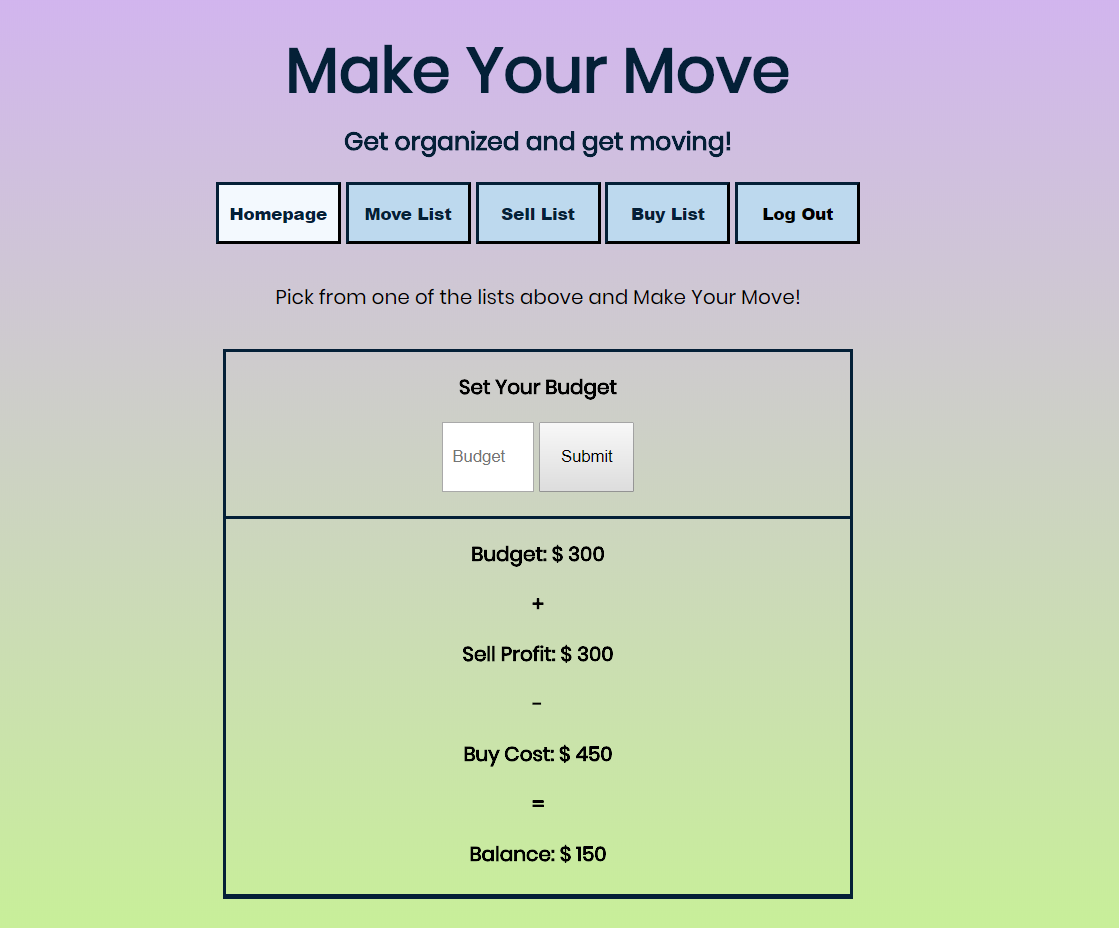 Make Your Move
Get organized and get moving!
Homepage Move List Sell List Buy List Log Out
Pick from one of the lists above and Make Your Move!
Set Your Budget
Budget Submit
Budget: $ 300
+
Sell Profit: $ 300
-
Buy Cost: $ 450
=
Balance: $ 150